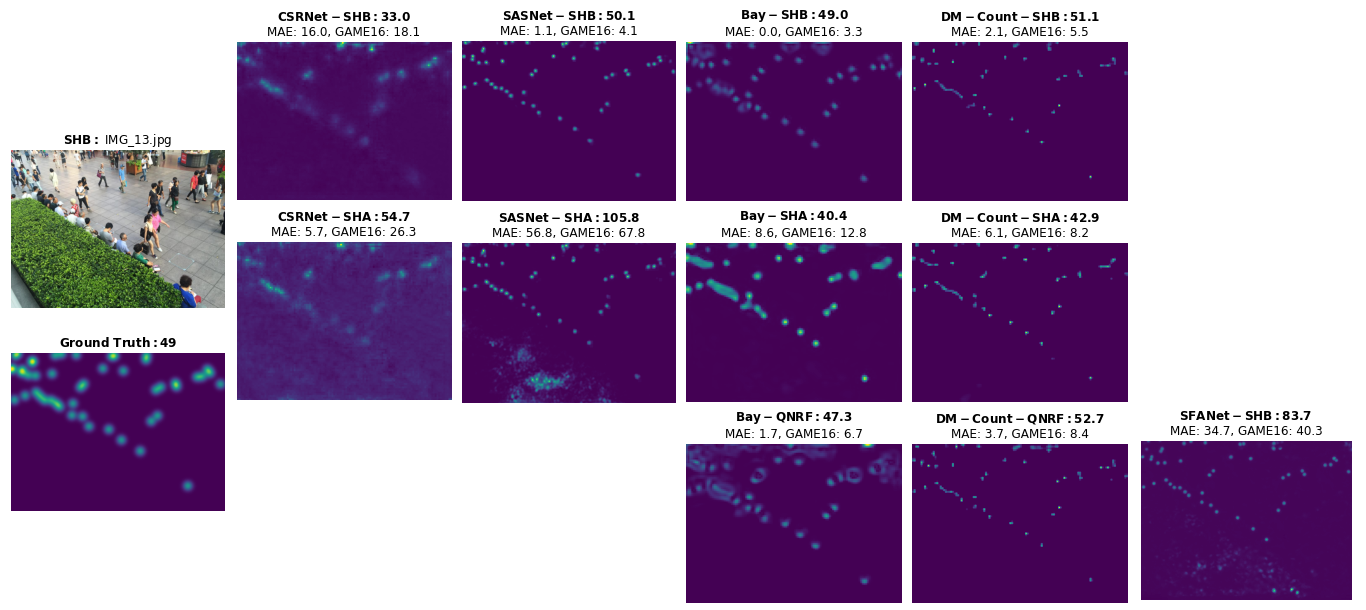 CSRNet − SHB: 33.0
MAE: 16.0, GAME16: 18.1
SASNet − SHB: 50.1
MAE: 1.1, GAME16: 4.1
Bay − SHB: 49.0
MAE: 0.0, GAME16: 3.3
DM − Count − SHB: 51.1
MAE: 2.1, GAME16: 5.5
SHB: IMG_13.jpg
CSRNet − SHA: 54.7
MAE: 5.7, GAME16: 26.3
SASNet − SHA: 105.8
MAE: 56.8, GAME16: 67.8
Bay − SHA: 40.4
MAE: 8.6, GAME16: 12.8
DM − Count − SHA: 42.9
MAE: 6.1, GAME16: 8.2
Ground Truth: 49
Bay − QNRF: 47.3
MAE: 1.7, GAME16: 6.7
DM − Count − QNRF: 52.7
MAE: 3.7, GAME16: 8.4
SFANet − SHB: 83.7
MAE: 34.7, GAME16: 40.3